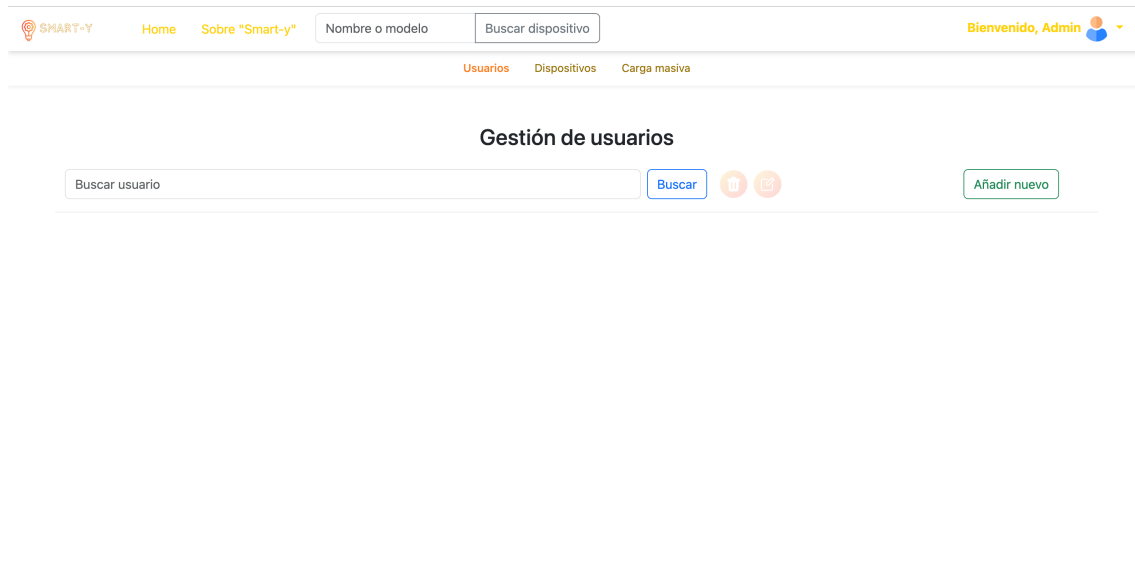 SMART-Y Home Sobre "Smart-y" Nombre o modelo Buscar dispositivo Bienvenido, Admin
Usuarios Dispositivos Carga masiva
Gestión de usuarios
Buscar usuario Buscar Añadir nuevo